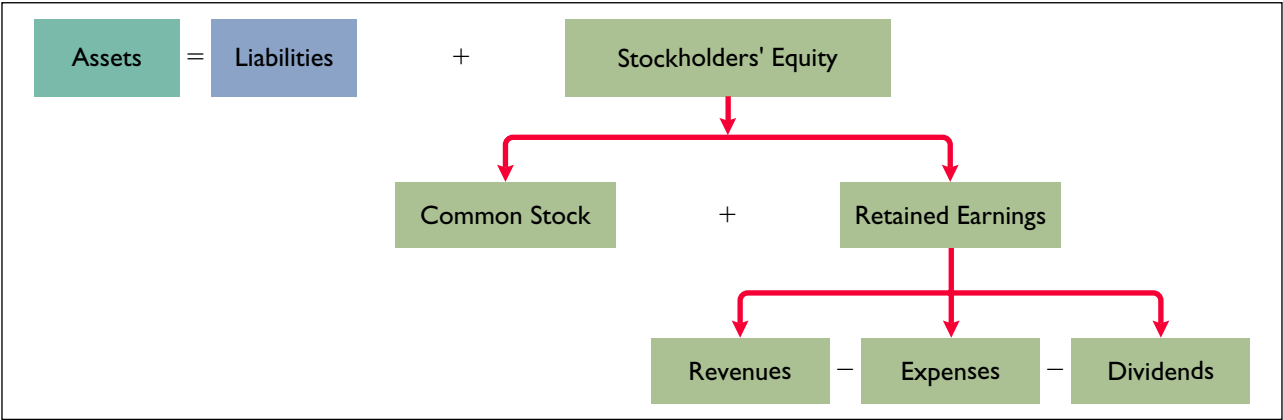 Assets = Liabilities + Stockholders' Equity
Common Stock + Retained Earnings
Revenues – Expenses – Dividends